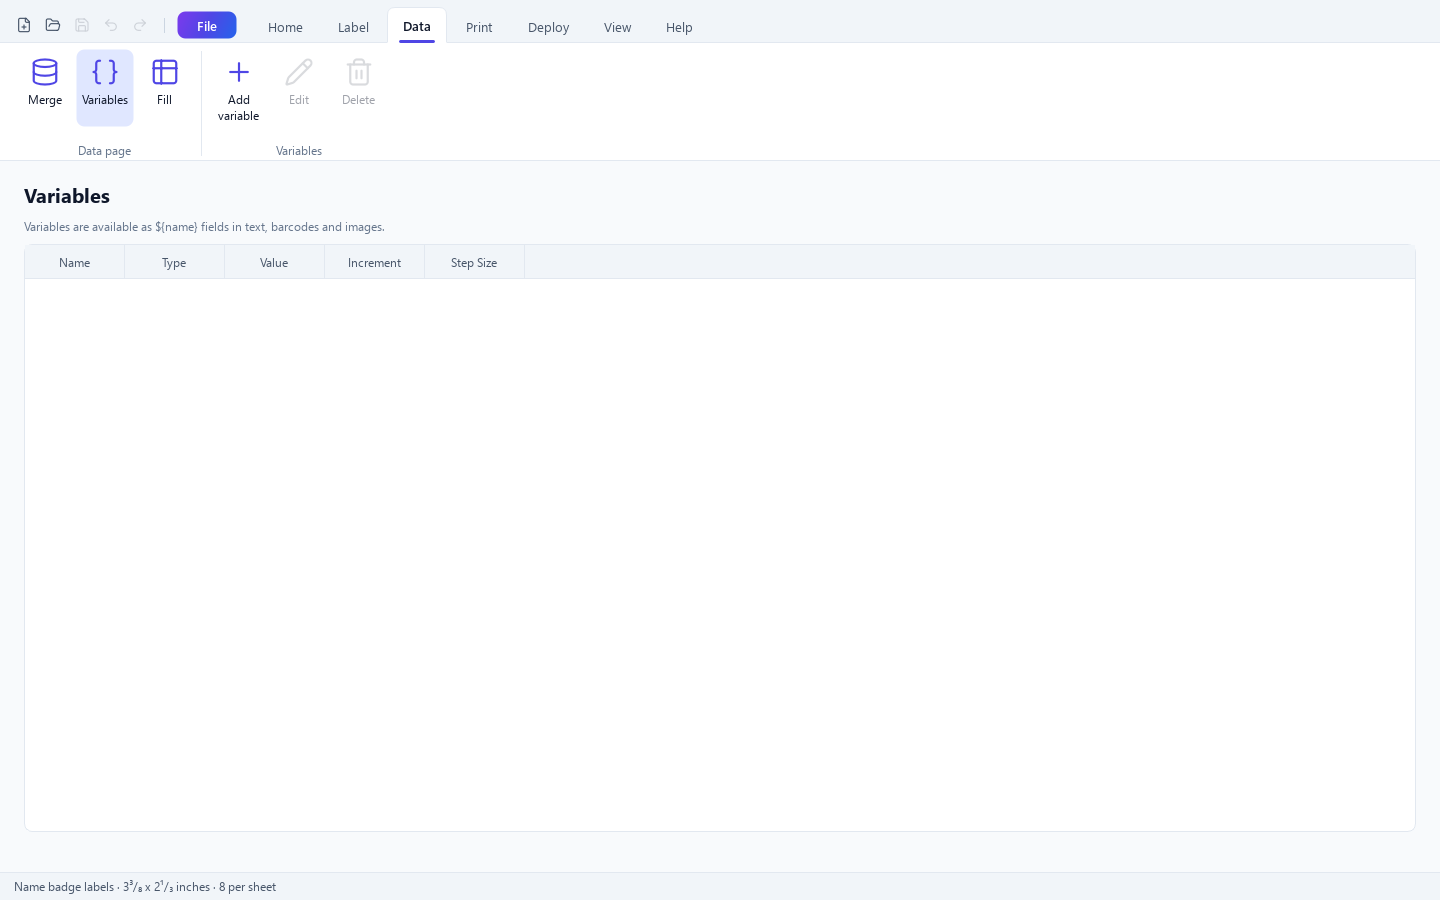 File Home Label Data Print Deploy View Help
Merge Variables Fill Add variable Edit Delete
Data page Variables
Variables
Variables are available as ${name} fields in text, barcodes and images.
Name Type Value Increment Step Size
Name badge labels · 3³/₈ x 2¹/₃ inches · 8 per sheet